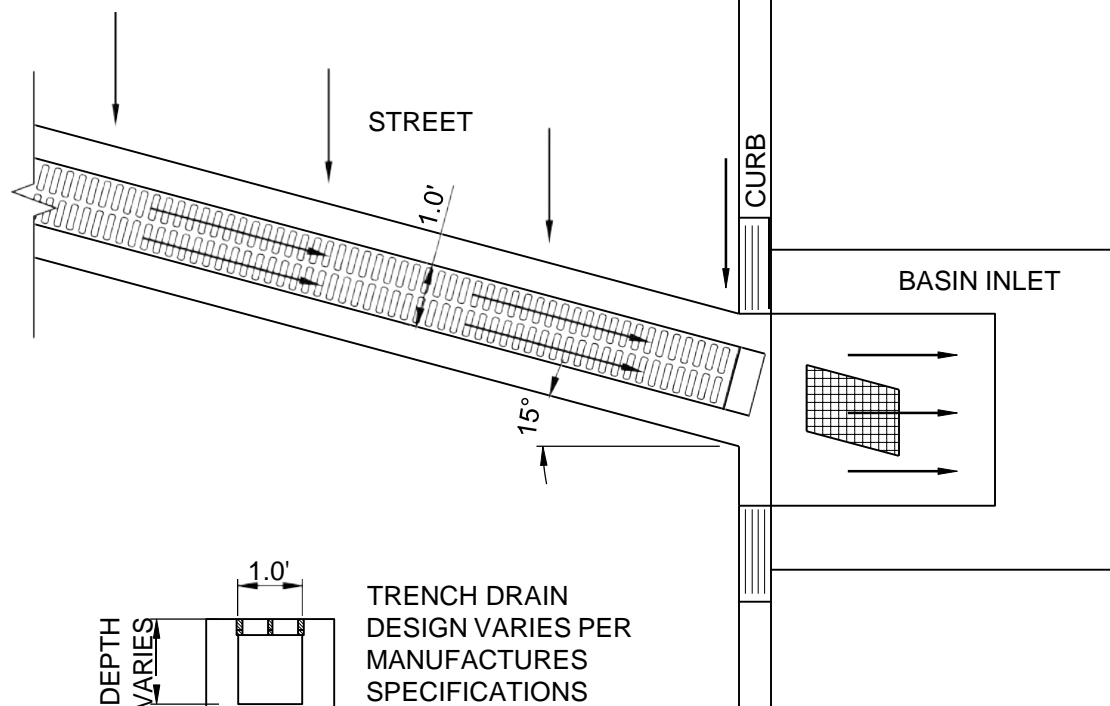 STREET
CURB
1.0'
BASIN INLET
15°
1.0'
DEPTH
VARIES
TRENCH DRAIN
DESIGN VARIES PER
MANUFACTURES
SPECIFICATIONS